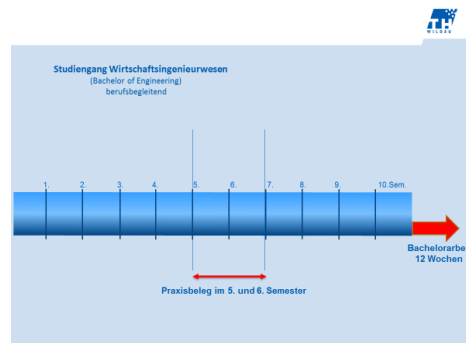 TH
WILDAU
Studiengang Wirtschaftsingenieurwesen
(Bachelor of Engineering)
berufsbegleitend
1. 2. 3. 4. 5. 6. 7. 8. 9. 10.Sem.
Bachelorarbe
12 Wochen
Praxisbeleg im 5. und 6. Semester